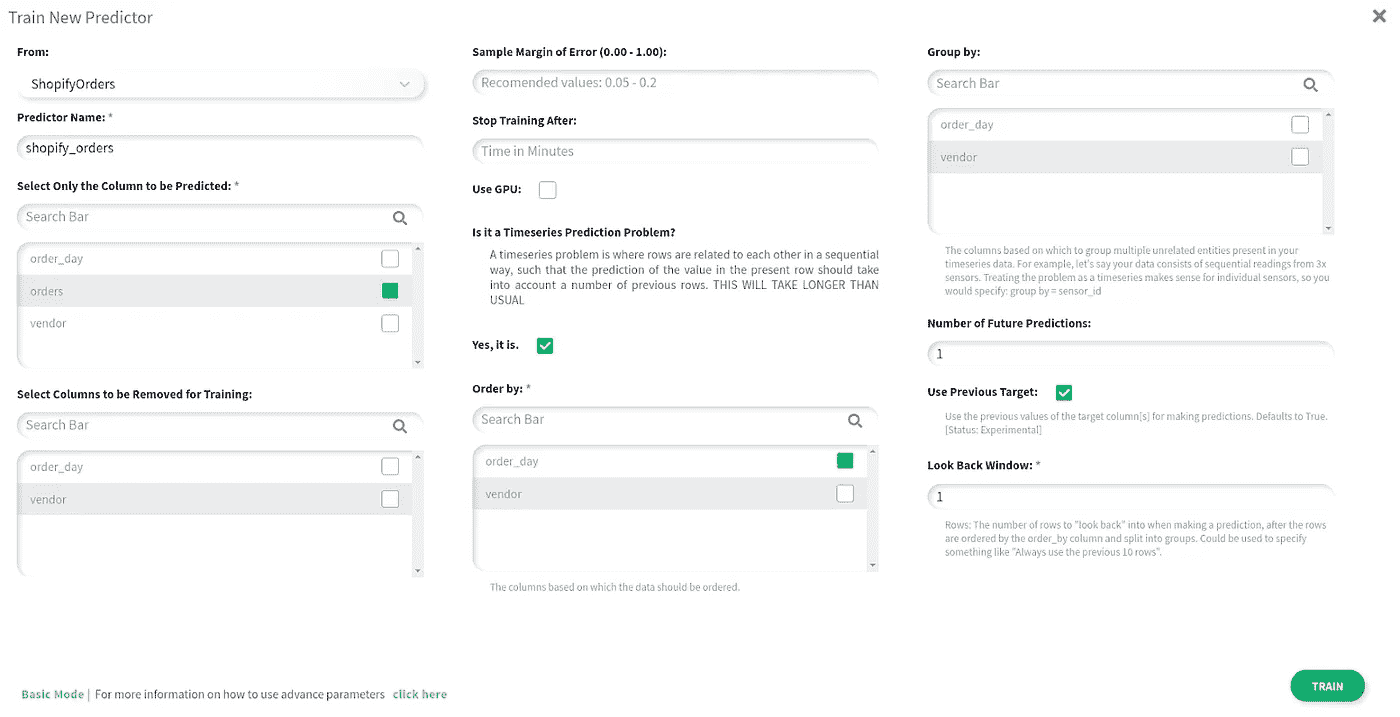 Train New Predictor
From:
ShopifyOrders
Predictor Name: *
shopify_orders
Select Only the Column to be Predicted: *
Search Bar
order_day
orders
vendor
Select Columns to be Removed for Training:
Search Bar
order_day
vendor
Sample Margin of Error (0.00 - 1.00):
Recomended values: 0.05 - 0.2
Stop Training After:
Time in Minutes
Use GPU:
Is it a Timeseries Prediction Problem?
A timeseries problem is where rows are related to each other in a sequential
way, such that the prediction of the value in the present row should take
into account a number of previous rows. THIS WILL TAKE LONGER THAN
USUAL
Yes, it is.
Order by: *
Search Bar
order_day
vendor
The columns based on which the data should be ordered.
Group by:
Search Bar
order_day
vendor
The columns based on which to group multiple unrelated entities present in your
timeseries data. For example, let's say your data consists of sequential readings from 3x
sensors. Treating the problem as a timeseries makes sense for individual sensors, so you
would specify: group by = sensor_id
Number of Future Predictions:
1
Use Previous Target:
Use the previous values of the target column[s] for making predictions. Defaults to True.
[Status: Experimental]
Look Back Window: *
1
Rows: The number of rows to "look back" into when making a prediction, after the rows
are ordered by the order_by column and split into groups. Could be used to specify
something like "Always use the previous 10 rows".
Basic Mode | For more information on how to use advance parameters click here
TRAIN